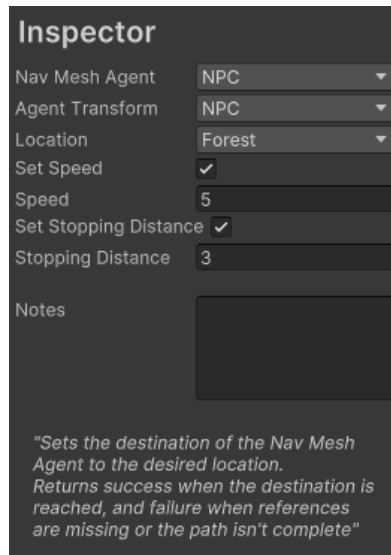 Inspector
Nav Mesh Agent NPC
Agent Transform NPC
Location Forest
Set Speed
Speed 5
Set Stopping Distance
Stopping Distance 3
Notes
"Sets the destination of the Nav Mesh
Agent to the desired location.
Returns success when the destination is
reached, and failure when references
are missing or the path isn't complete"